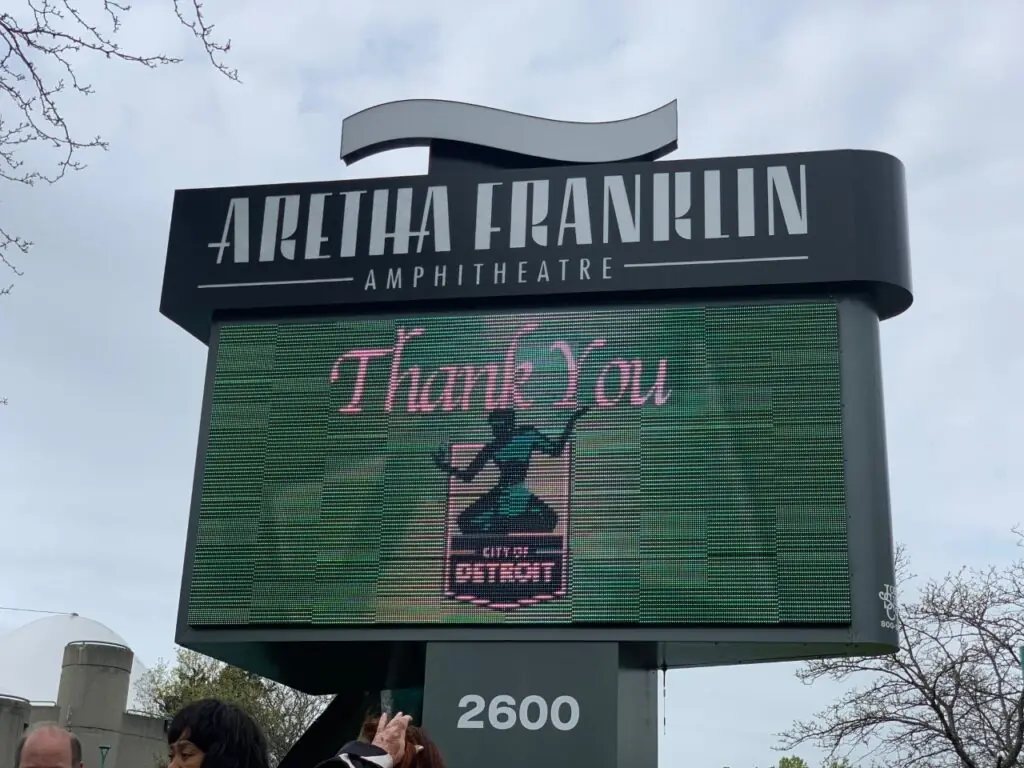 ARETHA FRANKLIN
AMPHITHEATRE
Thank You
CITY OF
DETROIT
2600